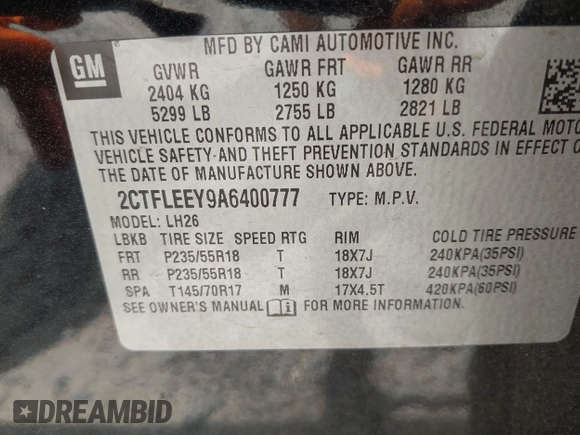 MFD BY CAMI AUTOMOTIVE INC.
GM
GVWR GAWR FRT GAWR RR
2404 KG 1250 KG 1280 KG
5299 LB 2755 LB 2821 LB
THIS VEHICLE CONFORMS TO ALL APPLICABLE U.S. FEDERAL MOTO
VEHICLE SAFETY AND THEFT PREVENTION STANDARDS IN EFFECT O
THE DATE OF MANUFACTURE SHOWN ABOVE.
2CTFLEEY9A6400777 TYPE: M.P.V.
MODEL: LH26
LBKB TIRE SIZE SPEED RTG RIM COLD TIRE PRESSURE
FRT P235/55R18 T 18X7J 240KPA(35PSI)
RR P235/55R18 T 18X7J 240KPA(35PSI)
SPA T145/70R17 M 17X4.5T 420KPA(60PSI)
SEE OWNER'S MANUAL FOR MORE INFORMATION.
DREAMBID